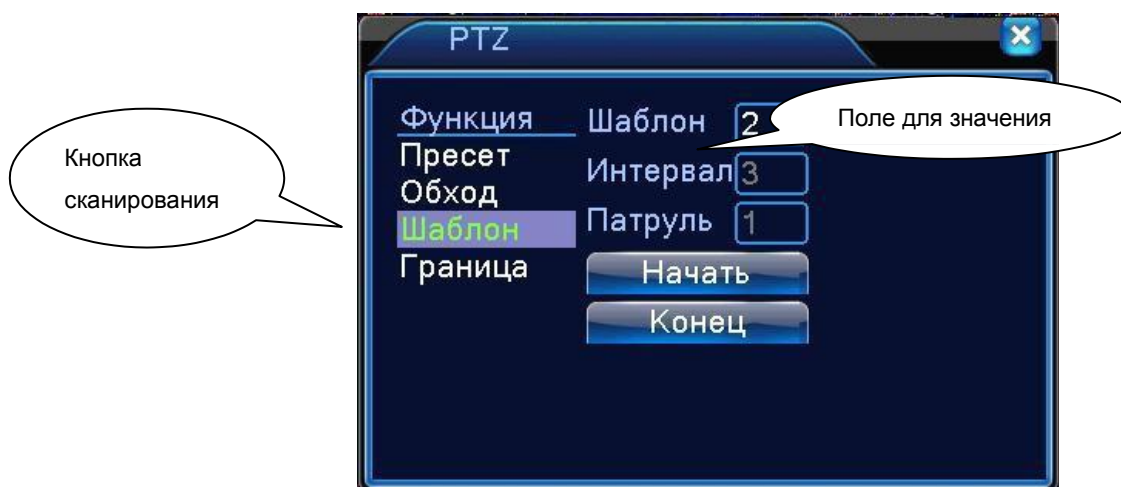 PTZ
Функция
Пресет
Обход
Шаблон
Граница
Шаблон 2
Интервал 3
Патруль 1
Начать
Конец
Кнопка
сканирования
Поле для значения